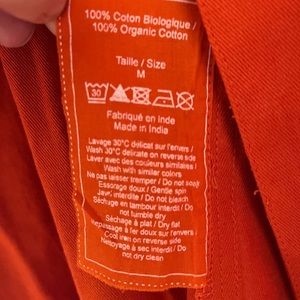 100% Coton Biologique /
100% Organic Cotton
Taille / Size
M
30
Fabriqué en Inde
Made in India
Lavage 30°C délicat sur l'envers /
Wash 30°C delicate on reverse side
Laver avec des couleurs similaires /
Wash with similar colors
Ne pas laisser tremper / Do not soak
Essorage doux / Gentle spin
Javel interdite / Do not bleach
Séchage en tambour interdit / Do
not tumble dry
Séchage à plat / Dry flat
Repassage à fer doux sur l'envers /
Cool iron on reverse side
Nettoyage à sec interdit / Do
not dry clean